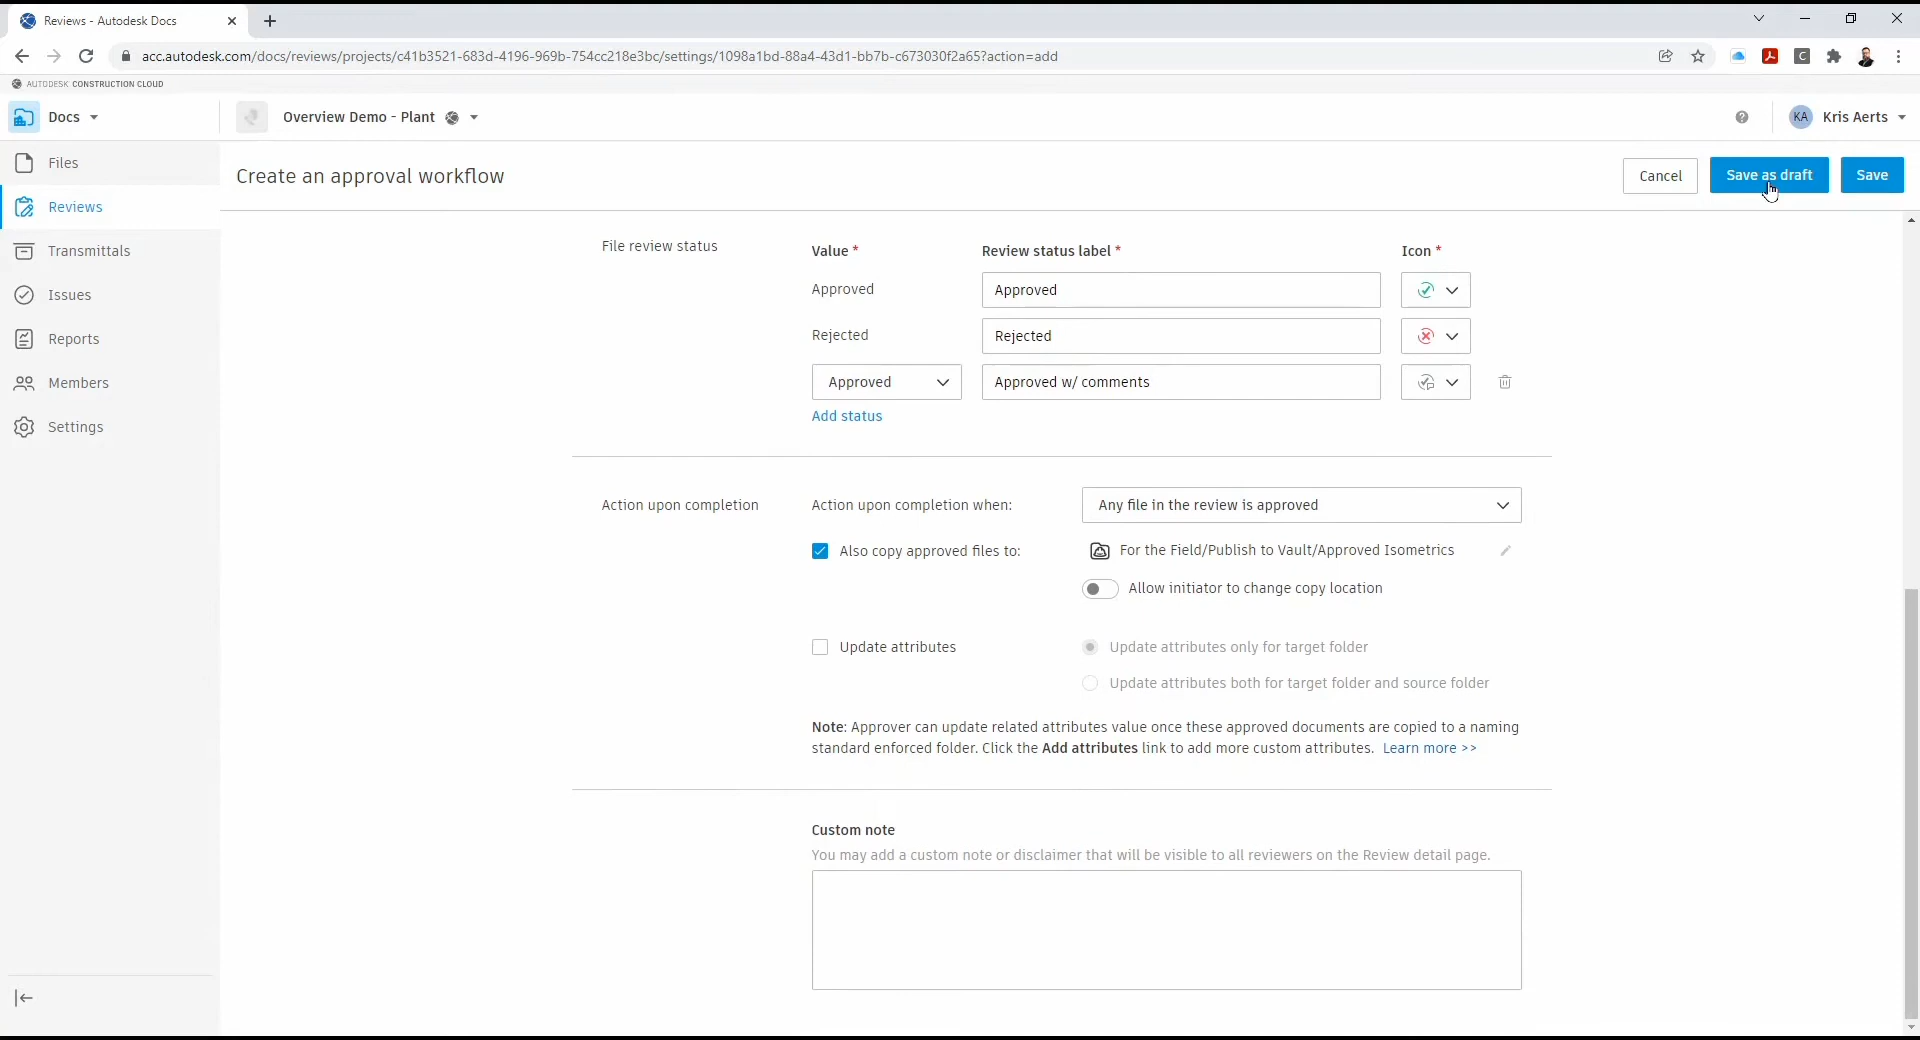 Reviews - Autodesk Docs
acc.autodesk.com/docs/reviews/projects/c41b3521-683d-4196-969b-754cc218e3bc/settings/1098a1bd-88a4-43d1-bb7b-c673030f2a65?action=add
AUTODESK CONSTRUCTION CLOUD
Docs
Overview Demo - Plant
KA
Kris Aerts
Files
Reviews
Transmittals
Issues
Reports
Members
Settings
Create an approval workflow
Cancel
Save as draft
Save
File review status
Value *
Review status label *
Icon *
Approved
Approved
Rejected
Rejected
Approved
Approved w/ comments
Add status
Action upon completion
Action upon completion when:
Any file in the review is approved
Also copy approved files to:
For the Field/Publish to Vault/Approved Isometrics
Allow initiator to change copy location
Update attributes
Update attributes only for target folder
Update attributes both for target folder and source folder
Note: Approver can update related attributes value once these approved documents are copied to a naming
standard enforced folder. Click the Add attributes link to add more custom attributes. Learn more >>
Custom note
You may add a custom note or disclaimer that will be visible to all reviewers on the Review detail page.